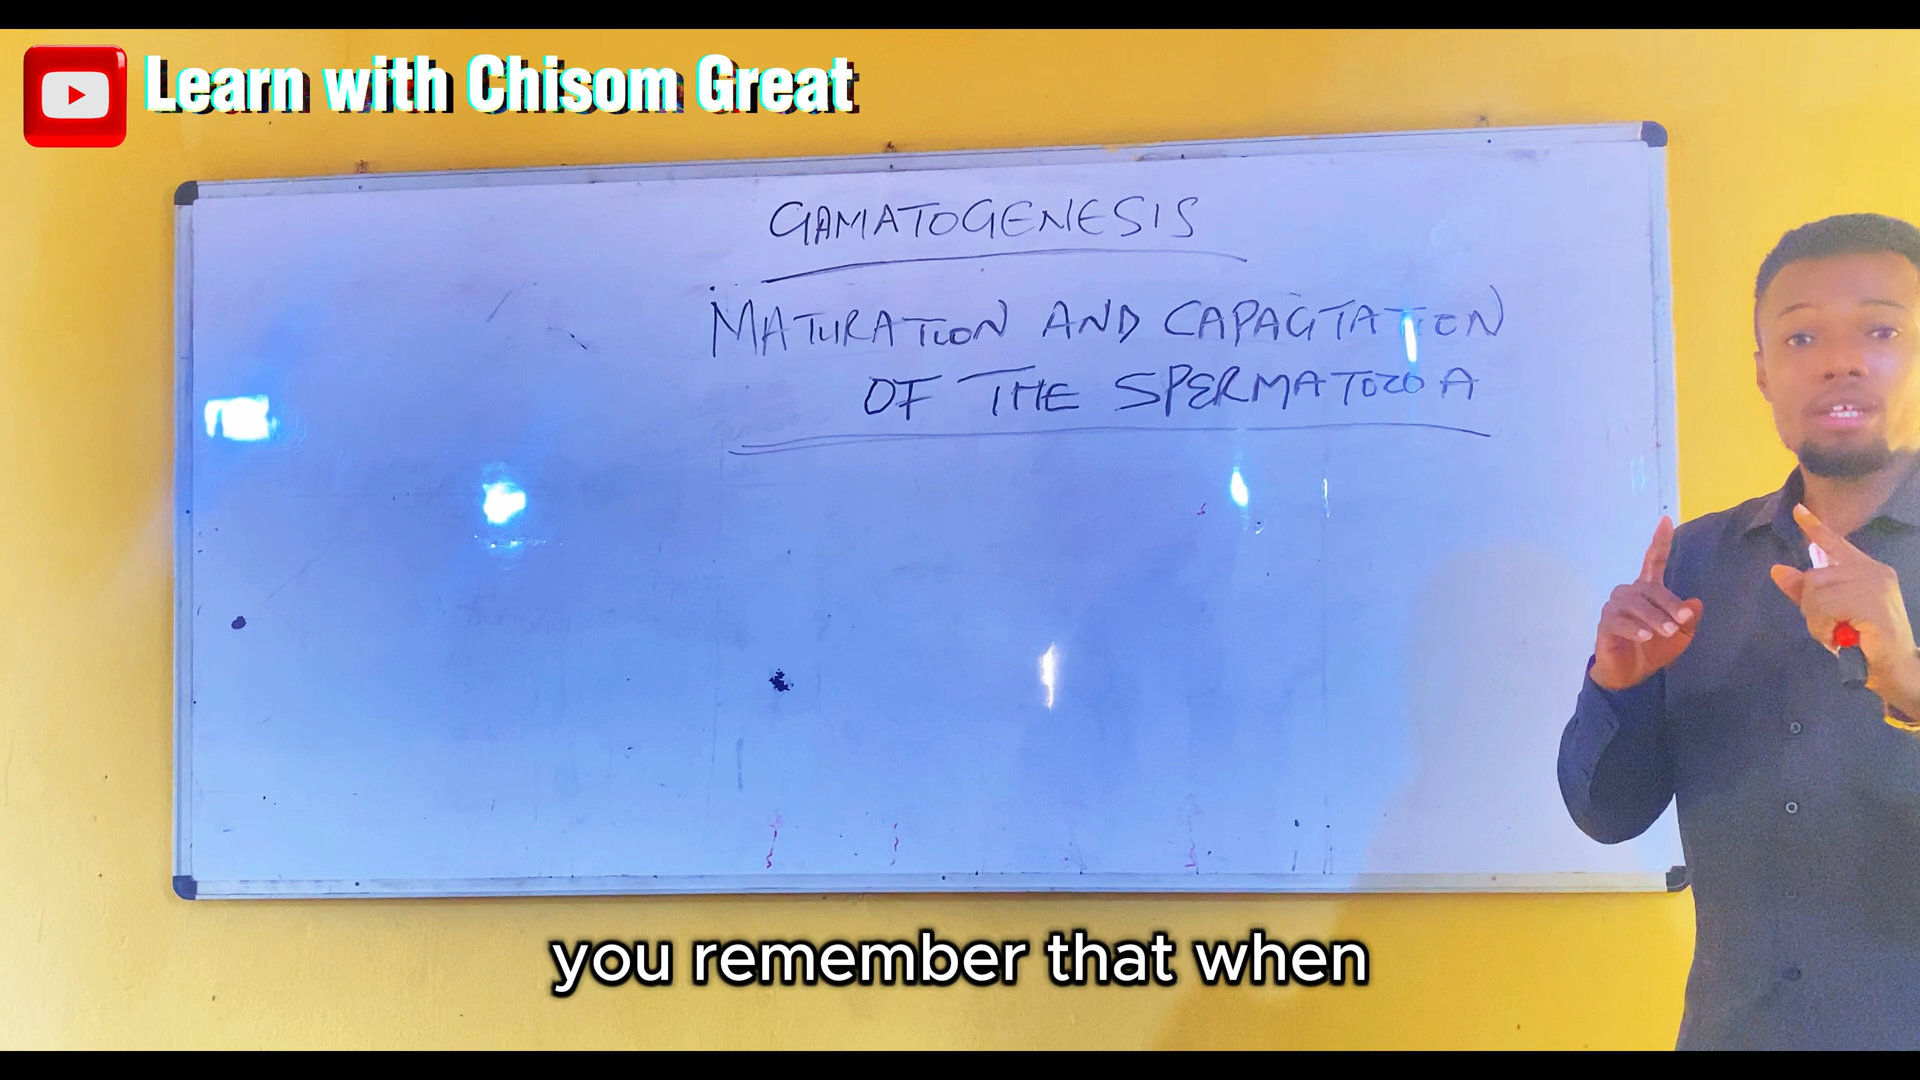 Learn with Chisom Great
GAMATOGENESIS
MATURATION AND CAPACITATION
OF THE SPERMATOZOA
you remember that when